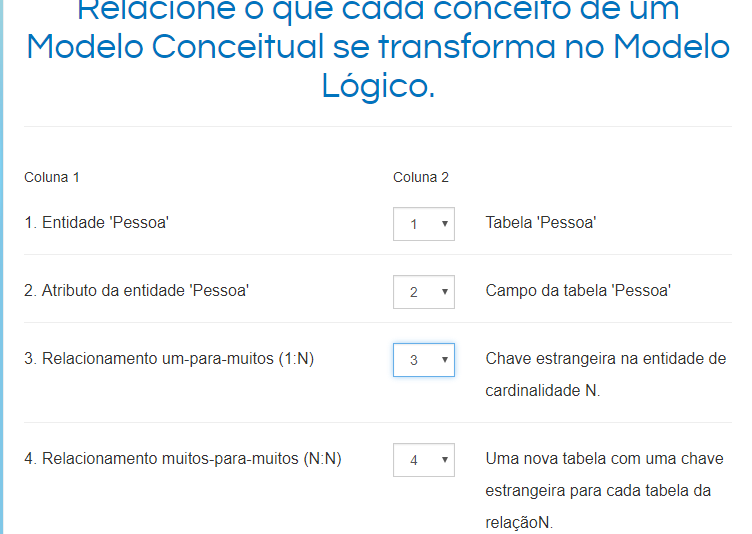 Relacione o que cada conceito de um
Modelo Conceitual se transforma no Modelo
Lógico.
Coluna 1
Coluna 2
1. Entidade 'Pessoa'
1
Tabela 'Pessoa'
2. Atributo da entidade 'Pessoa'
2
Campo da tabela 'Pessoa'
3. Relacionamento um-para-muitos (1:N)
3
Chave estrangeira na entidade de
cardinalidade N.
4. Relacionamento muitos-para-muitos (N:N)
4
Uma nova tabela com uma chave
estrangeira para cada tabela da
relaçãoN.